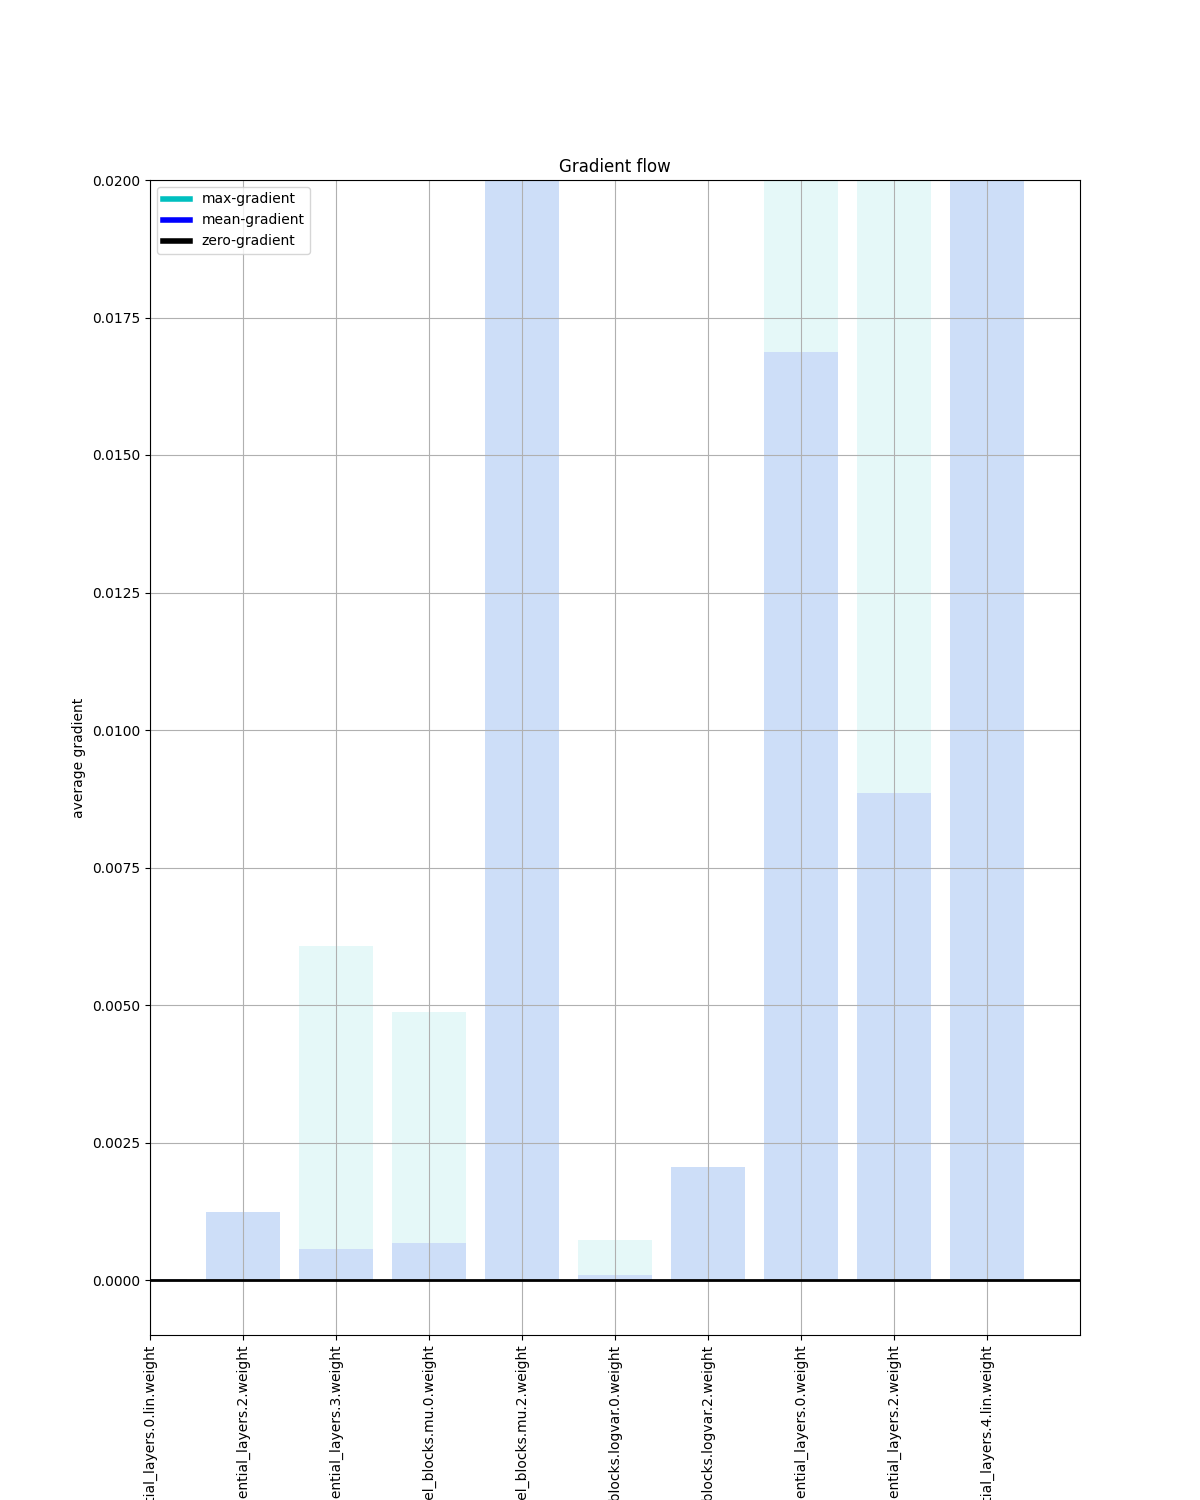 Gradient flow
max-gradient
mean-gradient
zero-gradient
0.0200
0.0175
0.0150
0.0125
0.0100
0.0075
0.0050
0.0025
0.0000
average gradient
tial_layers.0.lin.weight
ential_layers.2.weight
ential_layers.3.weight
el_blocks.mu.0.weight
el_blocks.mu.2.weight
blocks.logvar.0.weight
blocks.logvar.2.weight
ential_layers.0.weight
ential_layers.2.weight
tial_layers.4.lin.weight